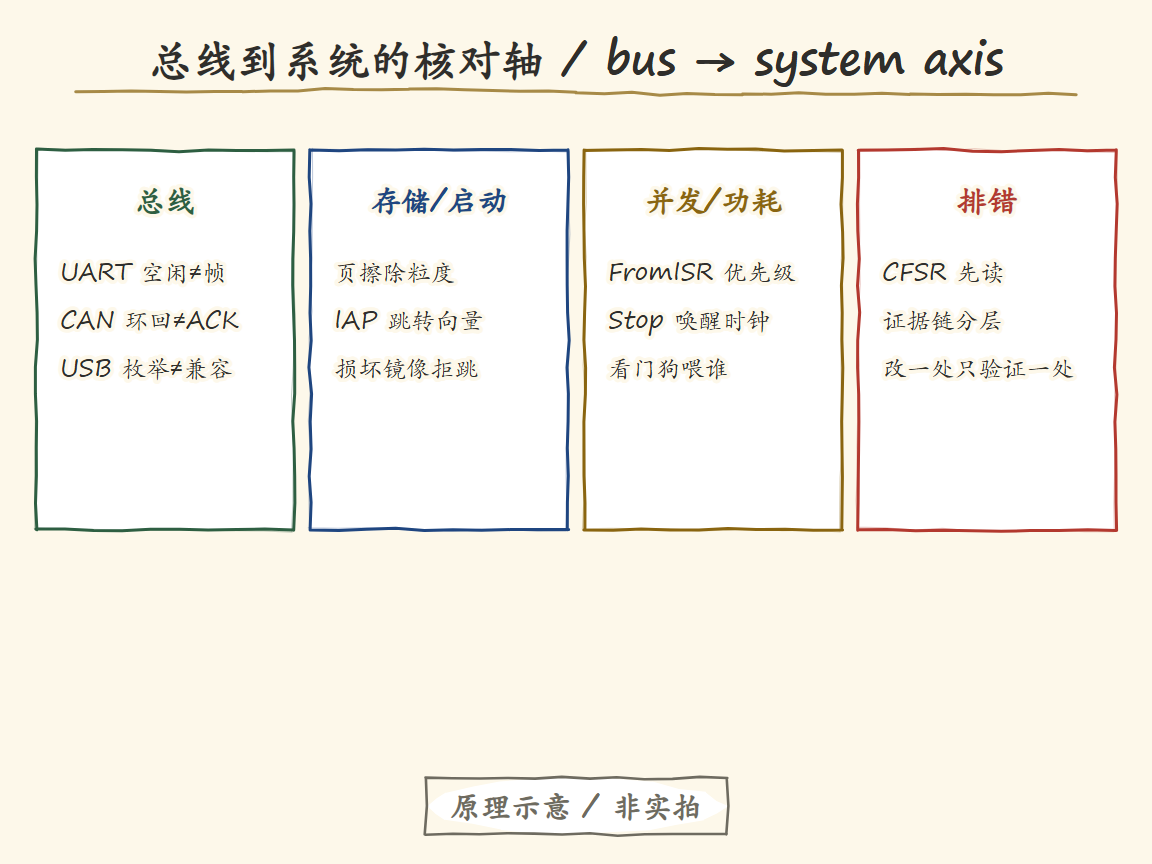 总线到系统的核对轴 / bus → system axis
总线
UART 空闲≠帧
CAN 环回≠ACK
USB 枚举≠兼容
存储/启动
页擦除粒度
IAP 跳转向量
损坏镜像拒跳
并发/功耗
FromISR 优先级
Stop 唤醒时钟
看门狗喂谁
排错
CFSR 先读
证据链分层
改一处只验证一处
原理示意 / 非实拍